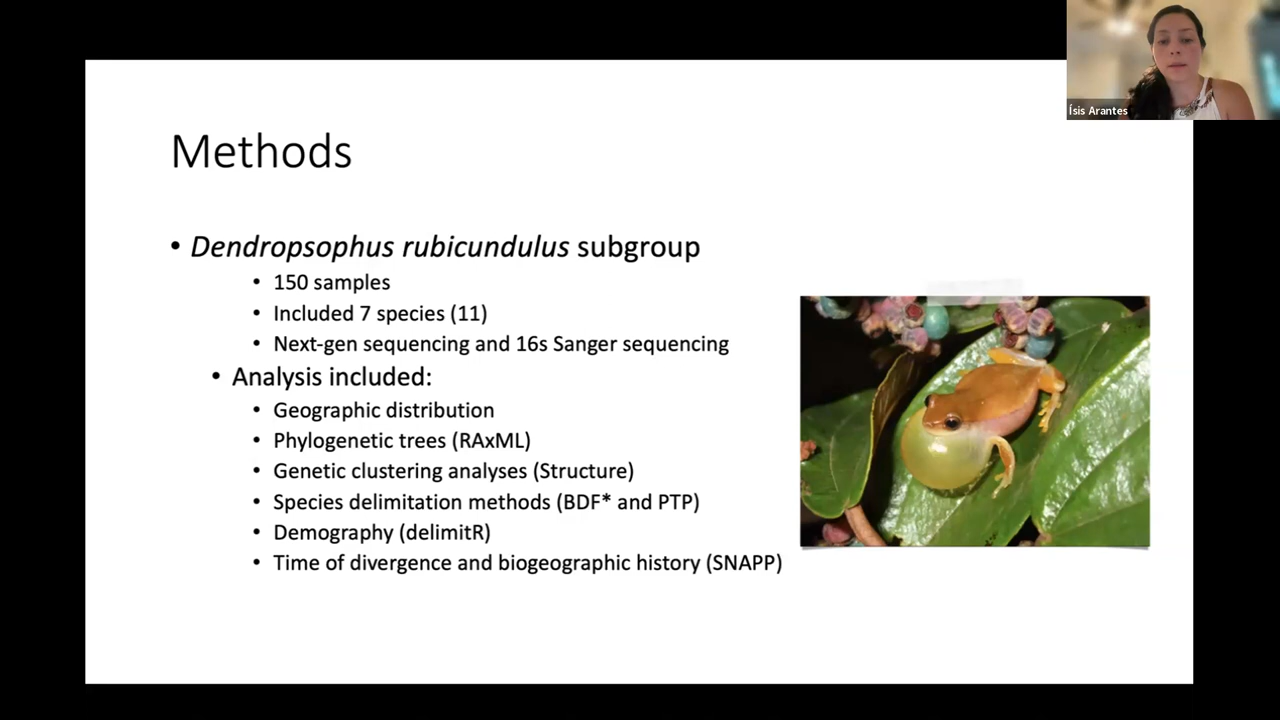 Ísis Arantes
Methods
• Dendropsophus rubicundulus subgroup
• 150 samples
• Included 7 species (11)
• Next-gen sequencing and 16s Sanger sequencing
• Analysis included:
• Geographic distribution
• Phylogenetic trees (RAxML)
• Genetic clustering analyses (Structure)
• Species delimitation methods (BDF* and PTP)
• Demography (delimitR)
• Time of divergence and biogeographic history (SNAPP)